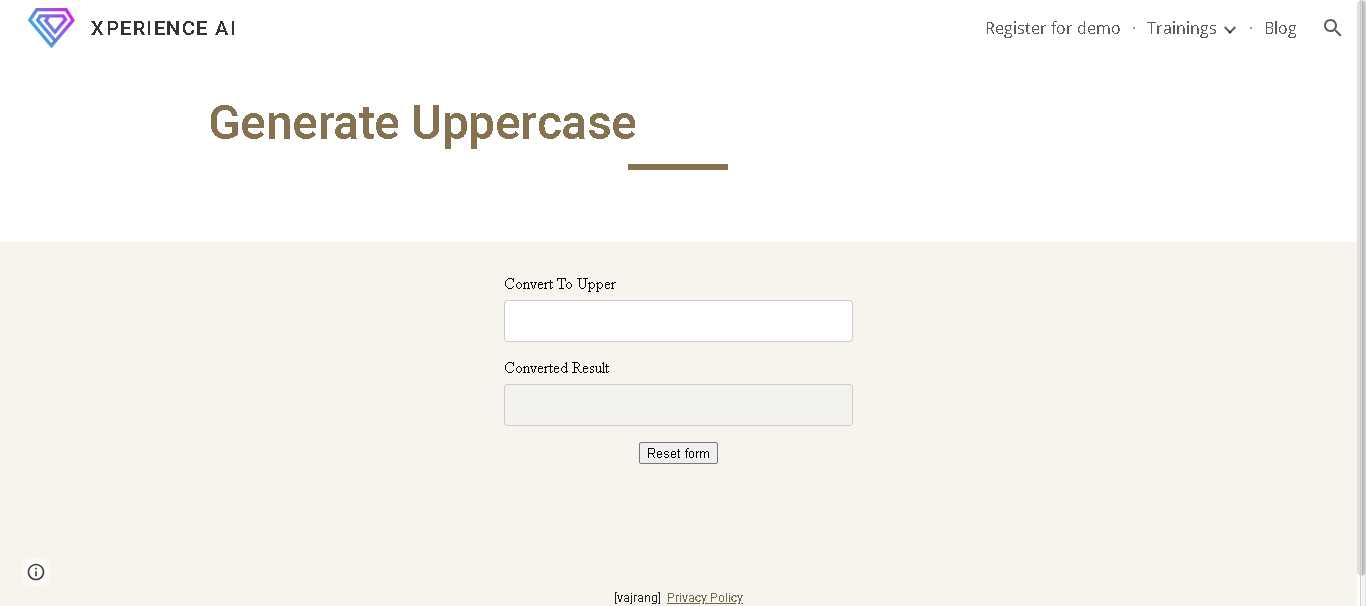 XPERIENCE AI
Register for demo · Trainings · Blog
Generate Uppercase
Convert To Upper
Converted Result
Reset form
[vajrang] Privacy Policy